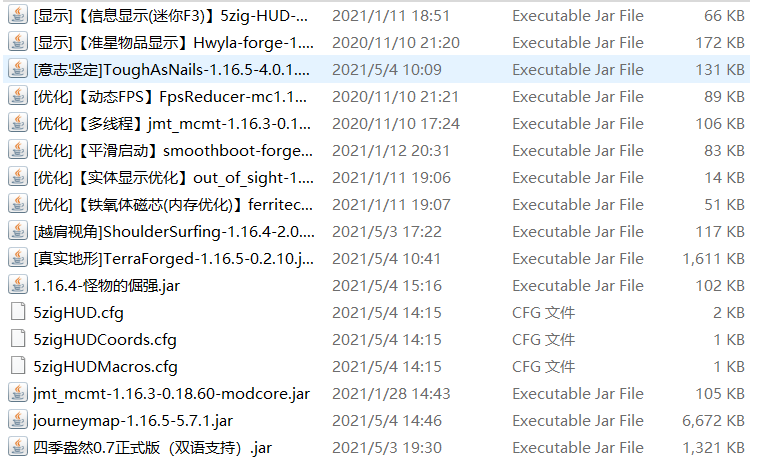 [显示]【信息显示(迷你F3)】5zig-HUD-... 2021/1/11 18:51 Executable Jar File 66 KB
[显示]【准星物品显示】Hwyla-forge-1.... 2020/11/10 21:20 Executable Jar File 172 KB
[意志坚定]ToughAsNails-1.16.5-4.0.1.... 2021/5/4 10:09 Executable Jar File 131 KB
[优化]【动态FPS】FpsReducer-mc1.1... 2020/11/10 21:21 Executable Jar File 89 KB
[优化]【多线程】jmt_mcmt-1.16.3-0.1... 2020/11/10 17:24 Executable Jar File 106 KB
[优化]【平滑启动】smoothboot-forge... 2021/1/12 20:31 Executable Jar File 83 KB
[优化]【实体显示优化】out_of_sight-1.... 2021/1/11 19:06 Executable Jar File 14 KB
[优化]【铁氧体磁芯(内存优化)】ferritec... 2021/1/11 19:07 Executable Jar File 51 KB
[越肩视角]ShoulderSurfing-1.16.4-2.0.... 2021/5/3 17:22 Executable Jar File 117 KB
[真实地形]TerraForged-1.16.5-0.2.10.j... 2021/5/4 10:41 Executable Jar File 1,611 KB
1.16.4-怪物的倔强.jar 2021/5/4 15:16 Executable Jar File 102 KB
5zigHUD.cfg 2021/5/4 14:15 CFG 文件 2 KB
5zigHUDCoords.cfg 2021/5/4 14:15 CFG 文件 1 KB
5zigHUDMacros.cfg 2021/5/4 14:15 CFG 文件 1 KB
jmt_mcmt-1.16.3-0.18.60-modcore.jar 2021/1/28 14:43 Executable Jar File 105 KB
journeymap-1.16.5-5.7.1.jar 2021/5/4 14:46 Executable Jar File 6,672 KB
四季盎然0.7正式版（双语支持）.jar 2021/5/3 19:30 Executable Jar File 1,321 KB